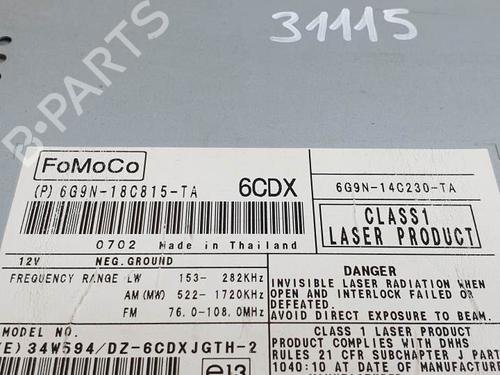 31115
B-PARTS
FoMoCo
(P) 6G9N-18C815-TA
6CDX
6G9N-14C230-TA
CLASS1
LASER PRODUCT
0702 Made in Thailand
12V NEG.GROUND
FREQUENCY RANGE LW 153- 282KHz
AM(MW) 522- 1720KHz
FM 76.0-108.0MHz
DANGER
INVISIBLE LASER RADIATION WHEN
OPEN AND INTERLOCK FAILED OR
DEFEATED.
AVOID DIRECT EXPOSURE TO BEAM.
MODEL NO.
(E) 34W594/DZ-6CDXJGTH-2
CLASS 1 LASER PRODUCT
PRODUCT COMPLIES WITH DHHS
RULES 21 CFR SUBCHAPTER J PART
1040:10 AT DATE OF MANUFACTUR
e13